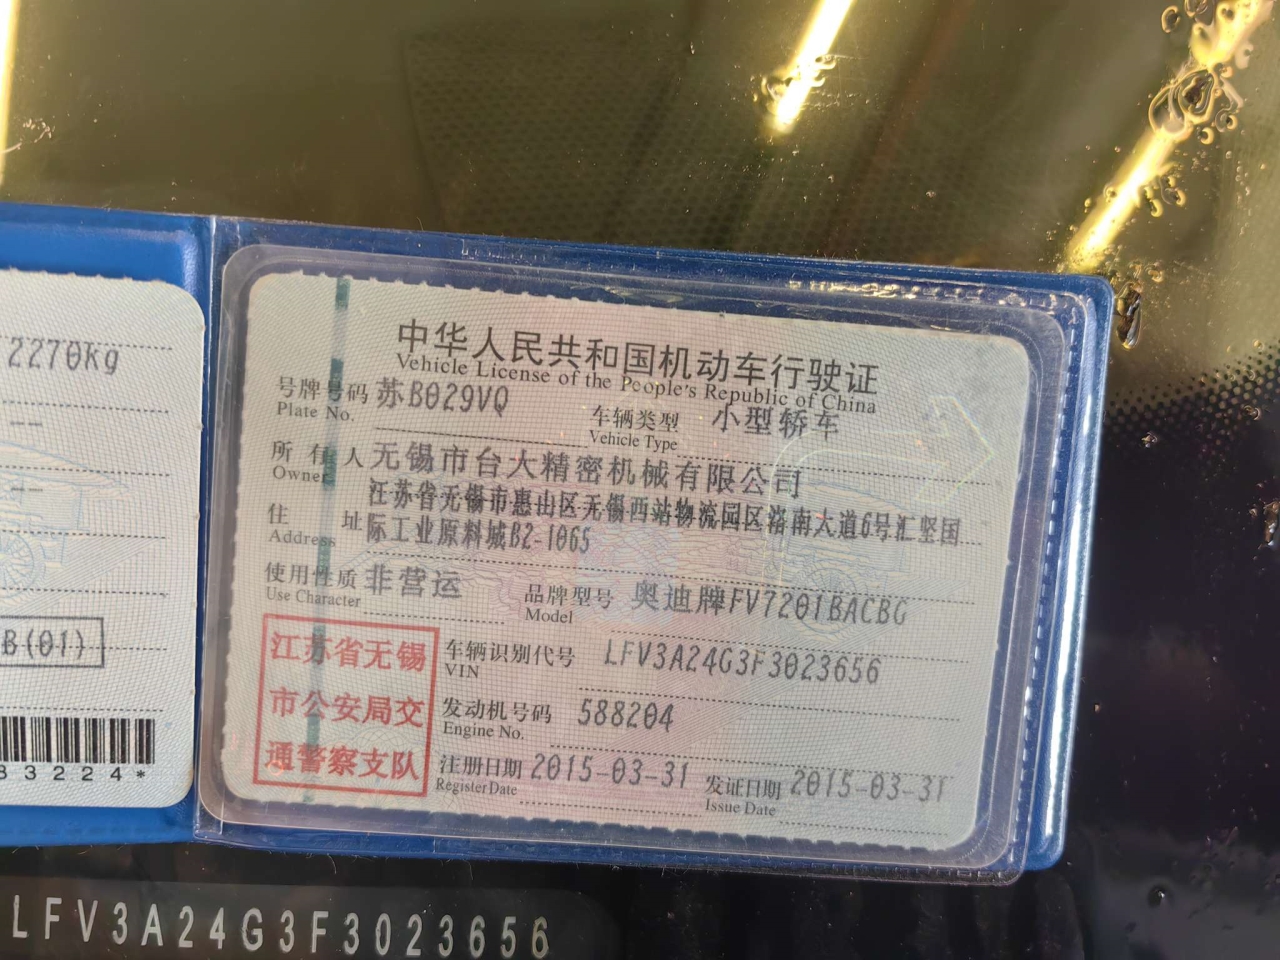 2270kg
--
--
B(01)
83224*
中华人民共和国机动车行驶证
Vehicle License of the People's Republic of China
号牌号码 苏B029VQ 车辆类型 小型轿车
Plate No. Vehicle Type
所有人 无锡市台大精密机械有限公司
Owner
住址 江苏省无锡市惠山区无锡西站物流园区洛南大道6号汇坚国
Address 际工业原料城B2-1065
使用性质 非营运 品牌型号 奥迪牌FV7201BACBG
Use Character Model
江苏省无锡
市公安局交
通警察支队
车辆识别代号 LFV3A24G3F3023656
VIN
发动机号码 588204
Engine No.
注册日期 2015-03-31 发证日期 2015-03-31
Register Date Issue Date
LFV3A24G3F3023656